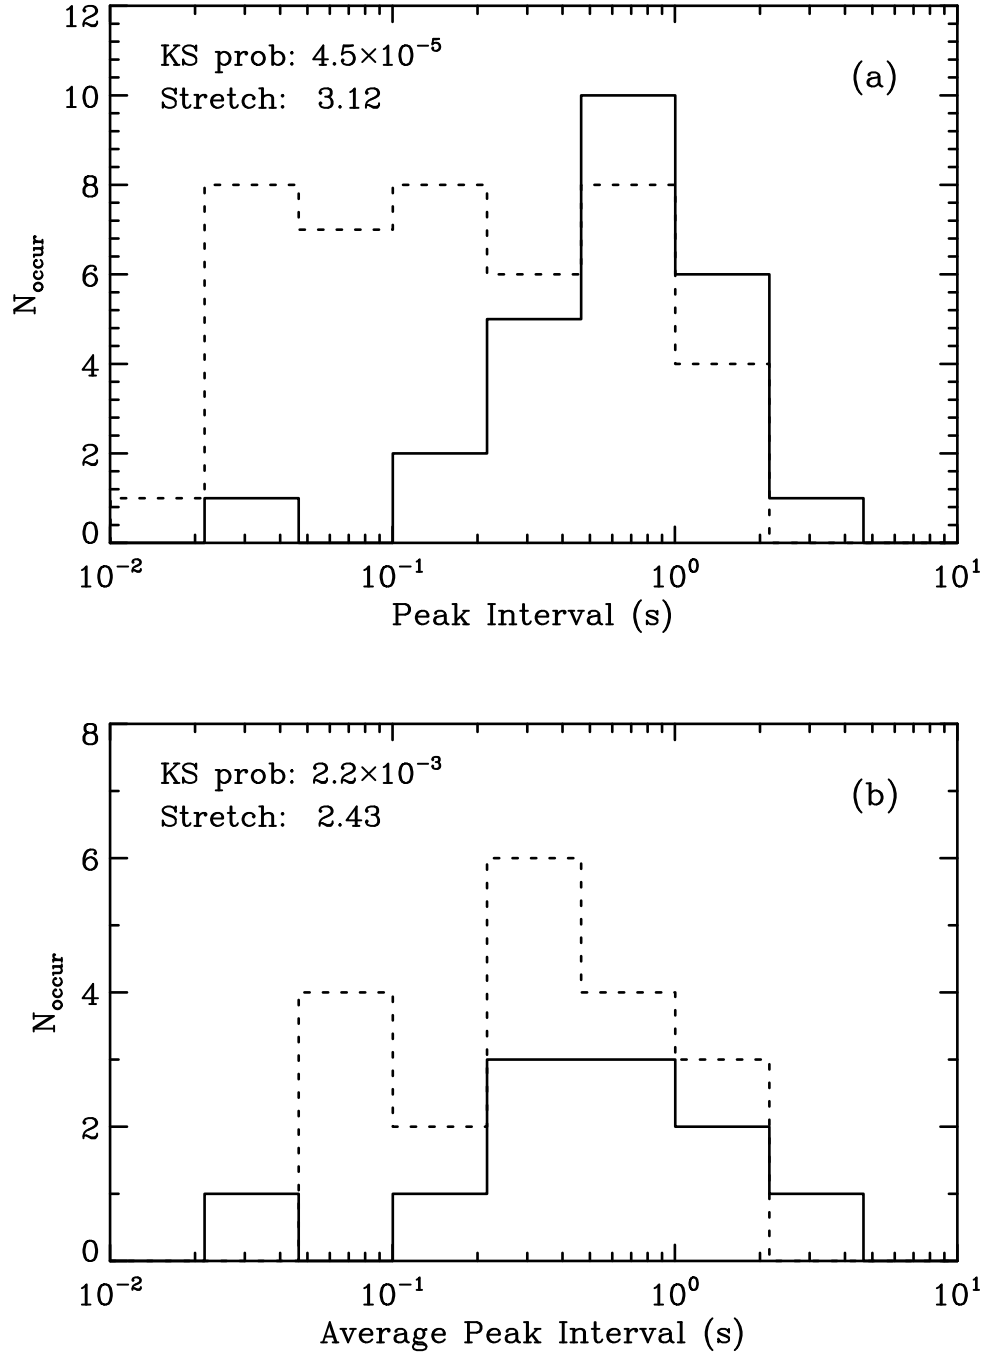 12
KS prob: 4.5×10⁻⁵
(a)
Stretch: 3.12
10
8
6
4
2
0
N_occur
10⁻² 10⁻¹ 10⁰ 10¹
Peak Interval (s)
8
KS prob: 2.2×10⁻³
(b)
Stretch: 2.43
6
4
2
0
N_occur
10⁻² 10⁻¹ 10⁰ 10¹
Average Peak Interval (s)